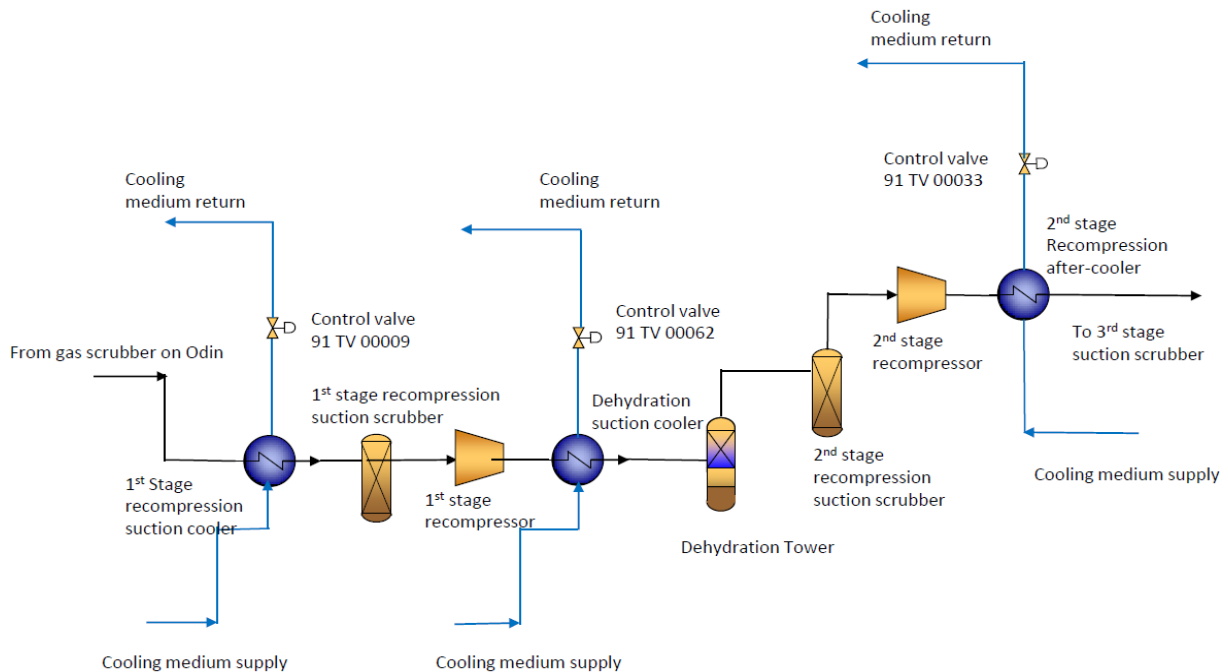 Cooling
medium return
Control valve
91 TV 00033
Cooling
medium return
Cooling
medium return
2nd stage
Recompression
after-cooler
Control valve
91 TV 00009
Control valve
91 TV 00062
From gas scrubber on Odin
To 3rd stage
suction scrubber
2nd stage
recompressor
1st stage recompression
suction scrubber
Dehydration
suction cooler
1st Stage
recompression
suction cooler
1st stage
recompressor
2nd stage
recompression
suction scrubber
Cooling medium supply
Dehydration Tower
Cooling medium supply
Cooling medium supply